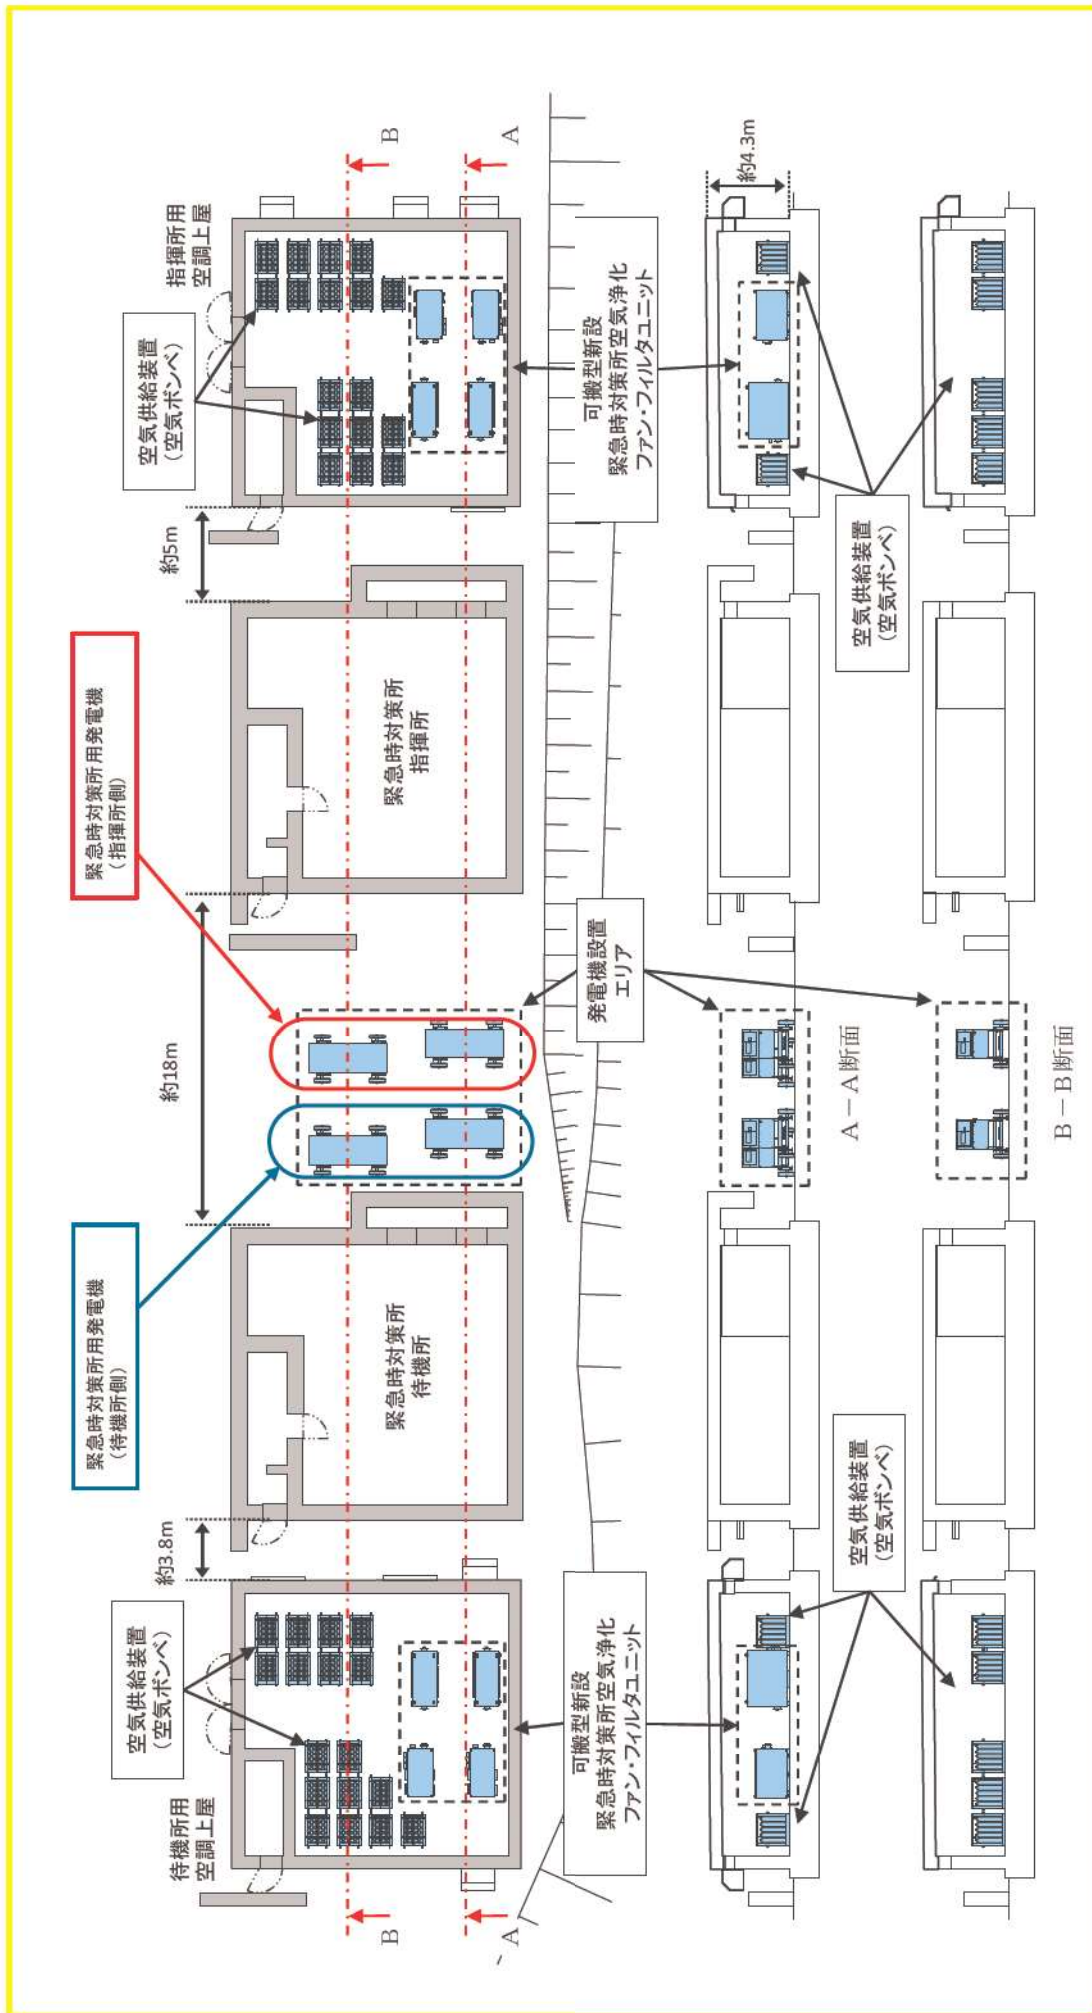 緊急時対策所用発電機
（待機所側）
緊急時対策所用発電機
（指揮所側）
待機所用
空調上屋
空気供給装置
（空気ボンベ）
約3.8m
約18m
約5m
空気供給装置
（空気ボンベ）
指揮所用
空調上屋
緊急時対策所
待機所
緊急時対策所
指揮所
B
B
A
A
可搬型新設
緊急時対策所空気浄化
ファン・フィルタユニット
発電機設置
エリア
可搬型新設
緊急時対策所空気浄化
ファン・フィルタユニット
約4.3m
A－A断面
空気供給装置
（空気ボンベ）
空気供給装置
（空気ボンベ）
B－B断面